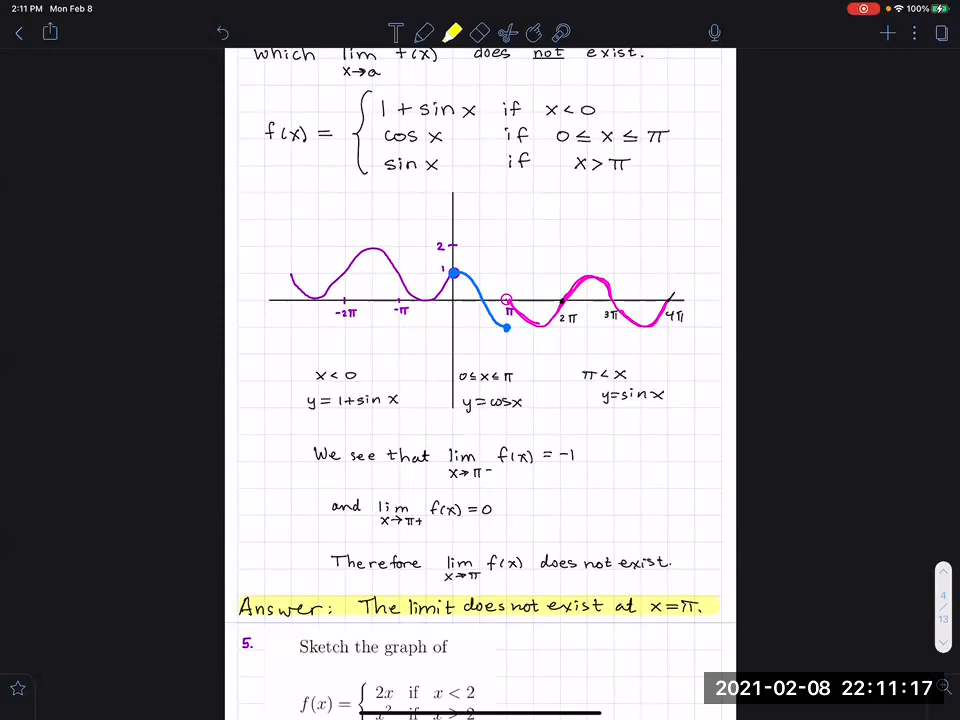 2:11 PM Mon Feb 8
100%
which lim f(x) does not exist.
x→a
f(x) = { 1 + sin x if x < 0
cos x if 0 ≤ x ≤ π
sin x if x > π
2
1
-2π -π π 2π 3π 4π
x < 0 0 ≤ x ≤ π π < x
y = 1 + sin x y = cos x y = sin x
We see that lim f(x) = -1
x→π-
and lim f(x) = 0
x→π+
Therefore lim f(x) does not exist.
x→π
Answer: The limit does not exist at x = π.
5. Sketch the graph of
f(x) = { 2x if x < 2
4
/
13
2021-02-08 22:11:17